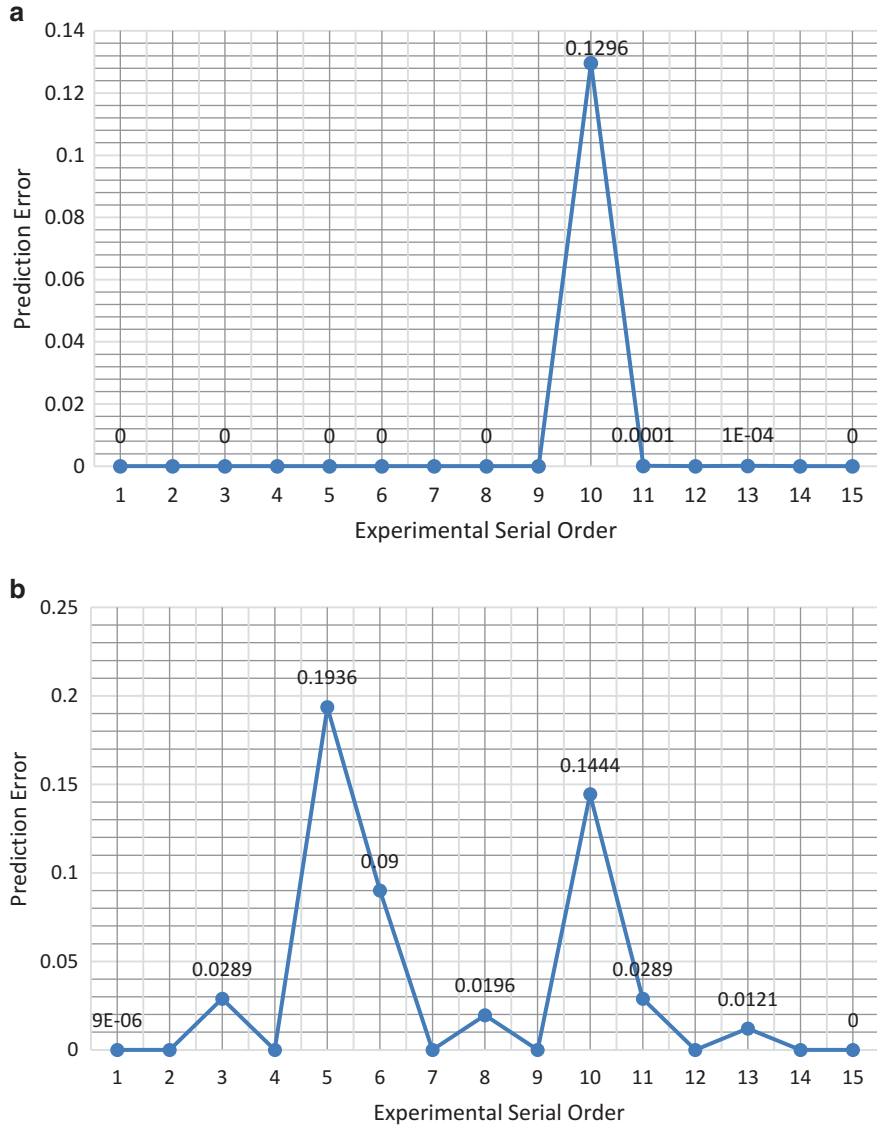 a
0.14
0.12
0.1
0.08
0.06
0.04
0.02
0
Prediction Error
0.1296
0 0 0 0 0 0.0001 1E-04 0
1 2 3 4 5 6 7 8 9 10 11 12 13 14 15
Experimental Serial Order
b
0.25
0.2
0.15
0.1
0.05
0
Prediction Error
0.1936
0.1444
0.09
0.0289 0.0289
0.0196
0.0121
9E-06 0
1 2 3 4 5 6 7 8 9 10 11 12 13 14 15
Experimental Serial Order